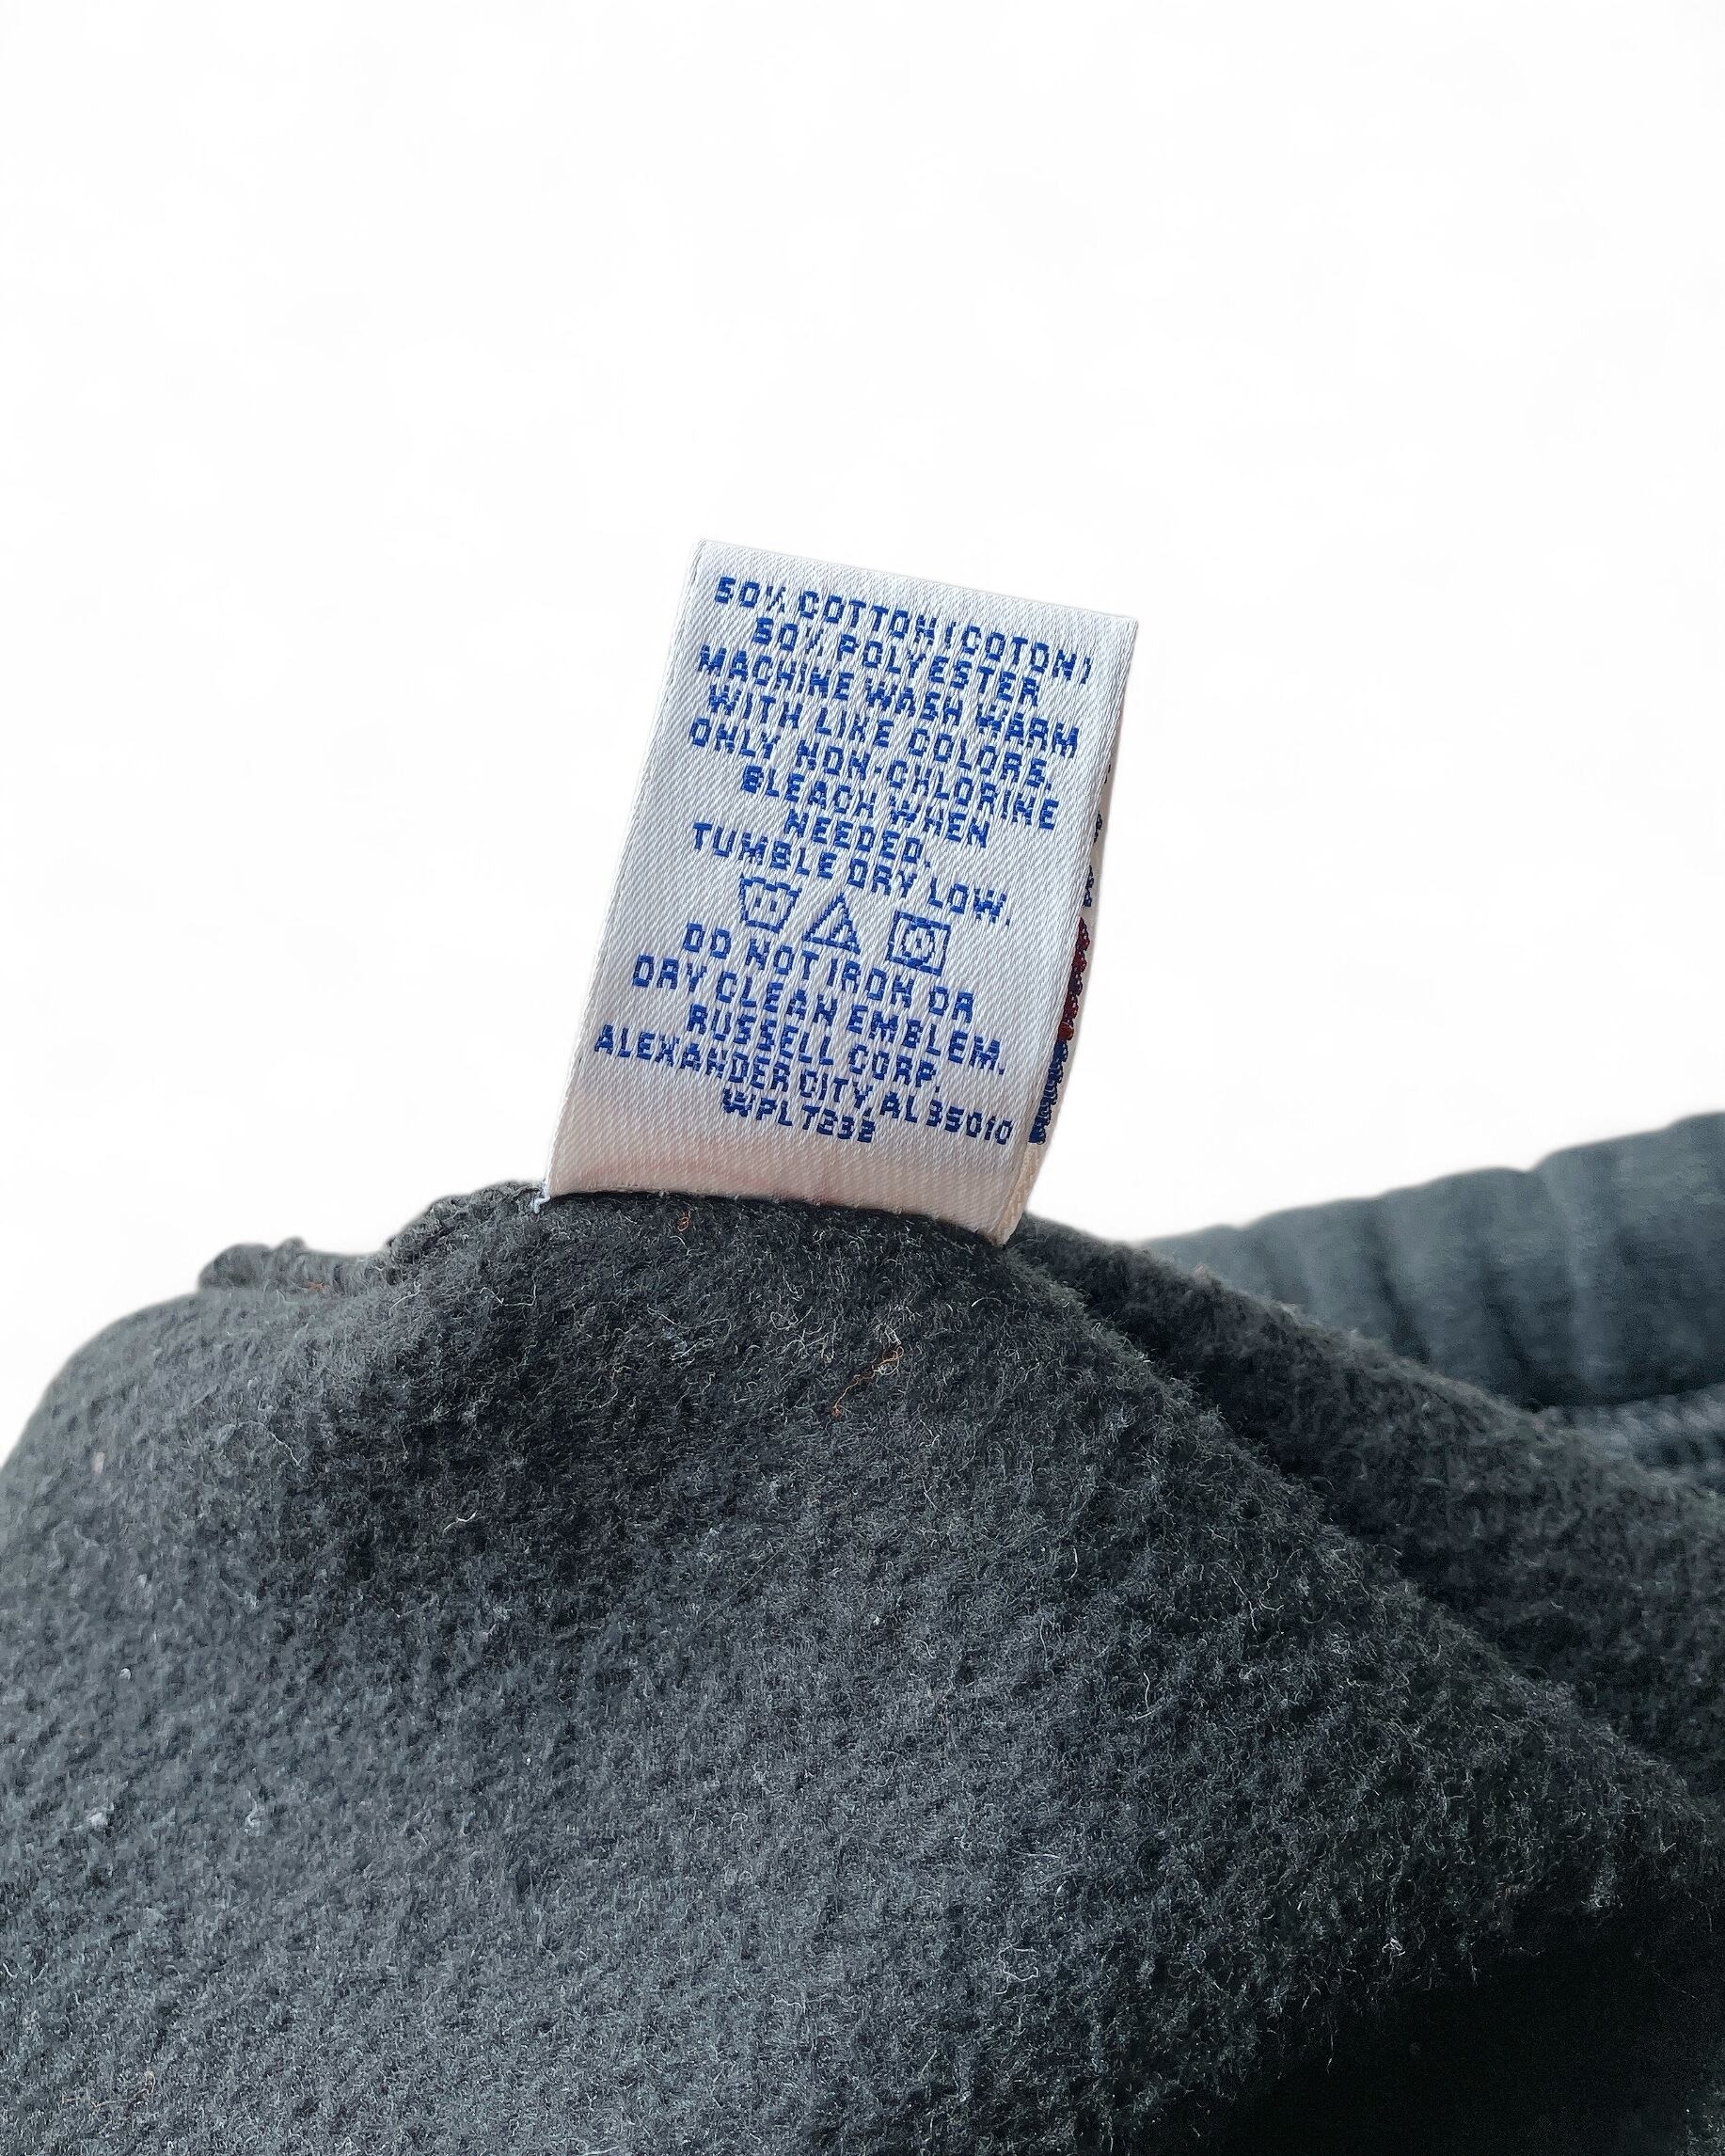 50% COTTON (COTON)
50% POLYESTER
MACHINE WASH WARM
WITH LIKE COLORS.
ONLY NON-CHLORINE
BLEACH WHEN
NEEDED.
TUMBLE DRY LOW.
DO NOT IRON OR
DRY CLEAN EMBLEM.
RUSSELL CORP.
ALEXANDER CITY, AL 35010
WPL 7232